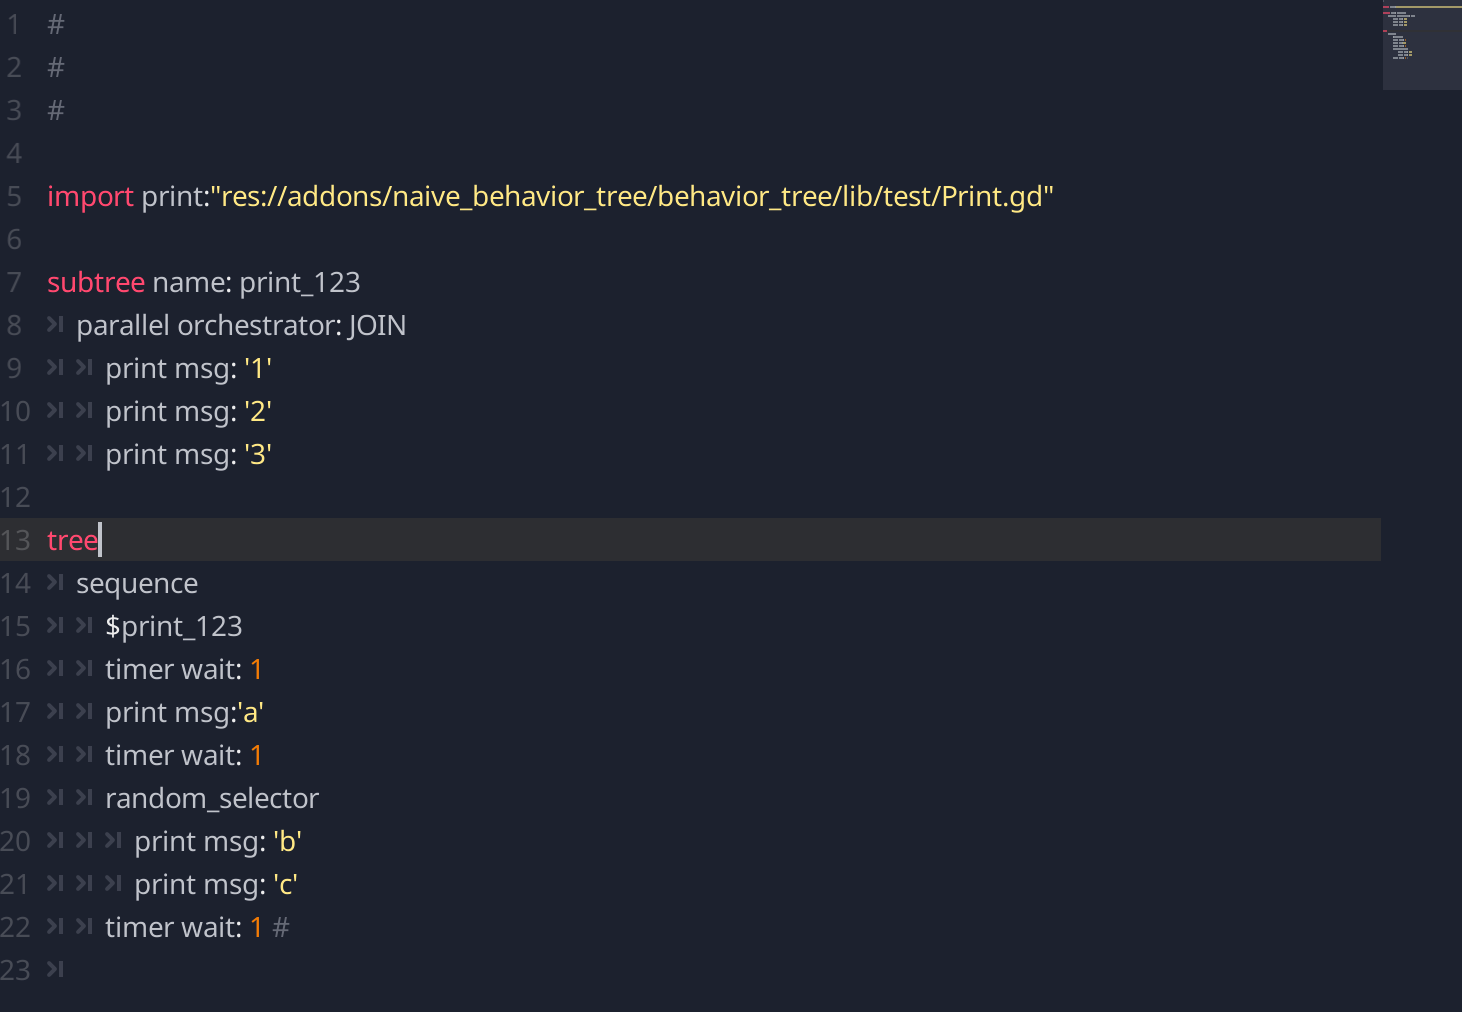 1 #
2 #
3 #
4
5 import print:"res://addons/naive_behavior_tree/behavior_tree/lib/test/Print.gd"
6
7 subtree name: print_123
8 parallel orchestrator: JOIN
9 print msg: '1'
10 print msg: '2'
11 print msg: '3'
12
13 tree
14 sequence
15 $print_123
16 timer wait: 1
17 print msg:'a'
18 timer wait: 1
19 random_selector
20 print msg: 'b'
21 print msg: 'c'
22 timer wait: 1 #
23